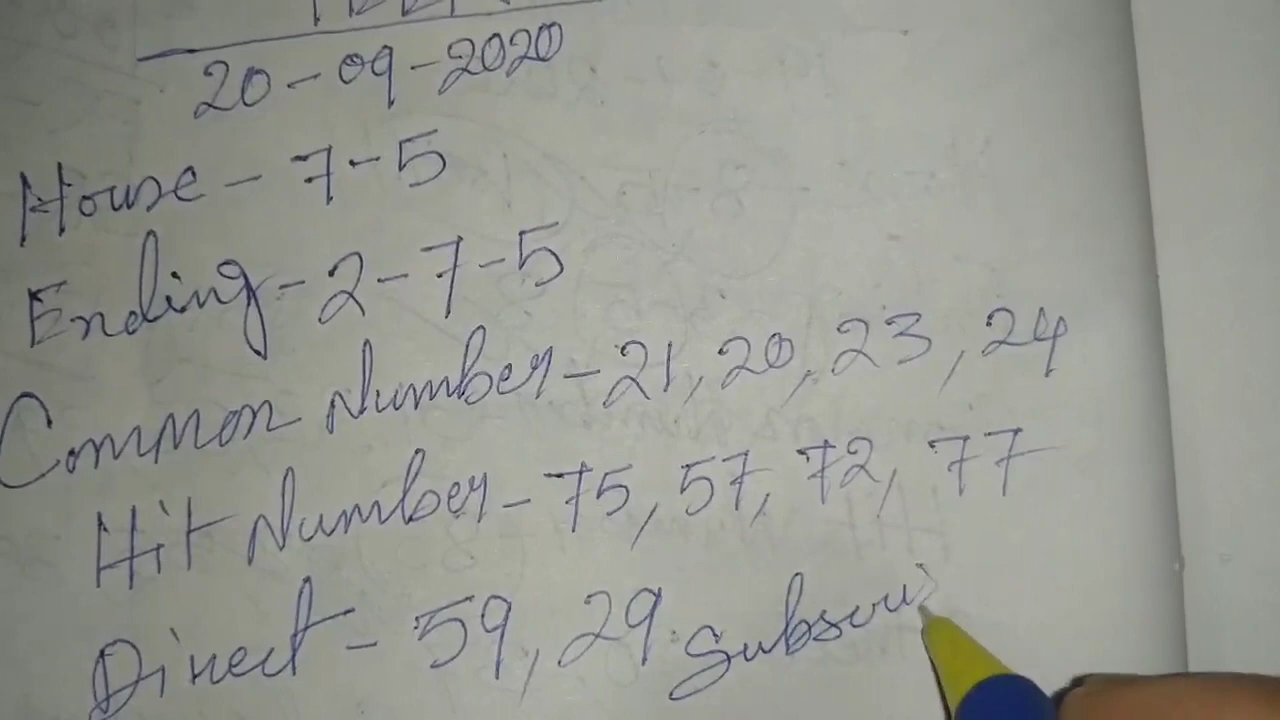 20-09-2020
House - 7-5
Ending - 2-7-5
Common Number - 21, 20, 23, 24
Hit Number - 75, 57, 72, 77
Direct - 59, 29. Subscri